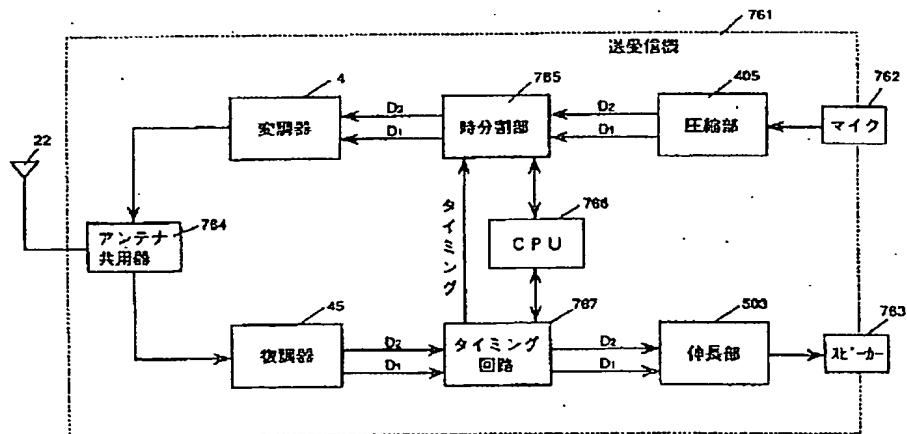 761
送受信機
4
765
405
762
変調器
D2
D1
時分割部
D2
D1
圧縮部
マイク
22
764
アンテナ
共用器
タイミング
766
CPU
45
767
503
763
復調器
D2
D1
タイミング
回路
D2
D1
伸長部
スピーカー